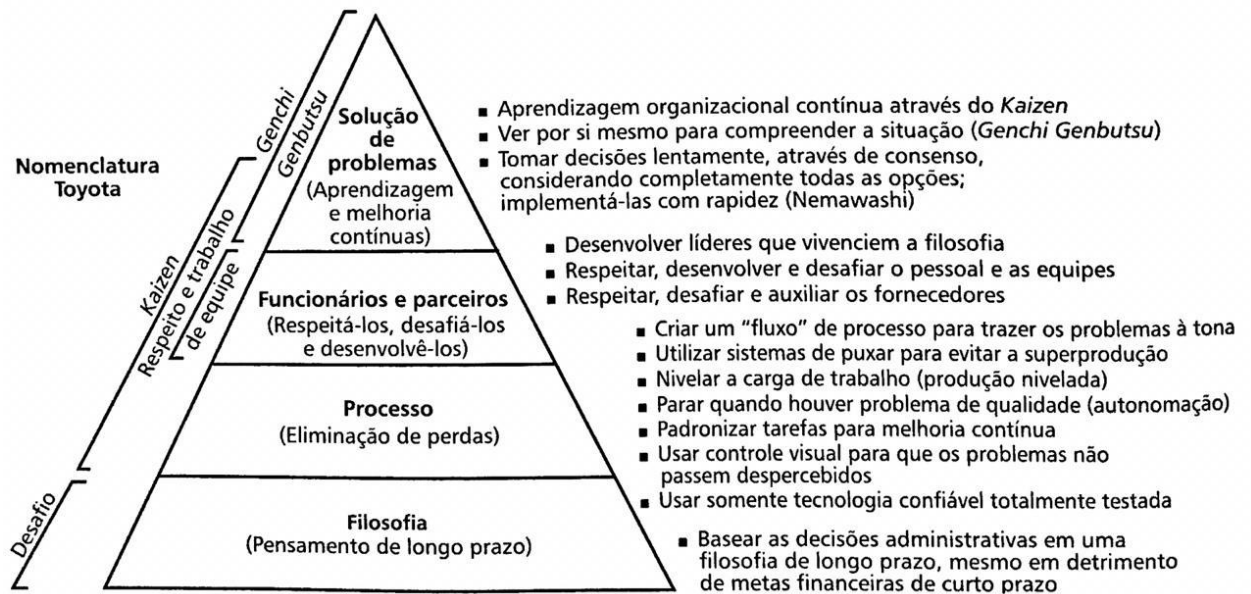 Nomenclatura
Toyota
Genchi
Genbutsu
Kaizen
Respeito e trabalho
de equipe
Desafio
Solução
de
problemas
(Aprendizagem
e melhoria
contínuas)
■ Aprendizagem organizacional contínua através do Kaizen
■ Ver por si mesmo para compreender a situação (Genchi Genbutsu)
■ Tomar decisões lentamente, através de consenso,
considerando completamente todas as opções;
implementá-las com rapidez (Nemawashi)
Funcionários e parceiros
(Respeitá-los, desafiá-los
e desenvolvê-los)
■ Desenvolver líderes que vivenciem a filosofia
■ Respeitar, desenvolver e desafiar o pessoal e as equipes
■ Respeitar, desafiar e auxiliar os fornecedores
Processo
(Eliminação de perdas)
■ Criar um “fluxo” de processo para trazer os problemas à tona
■ Utilizar sistemas de puxar para evitar a superprodução
■ Nivelar a carga de trabalho (produção nivelada)
■ Parar quando houver problema de qualidade (autonomação)
■ Padronizar tarefas para melhoria contínua
■ Usar controle visual para que os problemas não
passem despercebidos
■ Usar somente tecnologia confiável totalmente testada
Filosofia
(Pensamento de longo prazo)
■ Basear as decisões administrativas em uma
filosofia de longo prazo, mesmo em detrimento
de metas financeiras de curto prazo